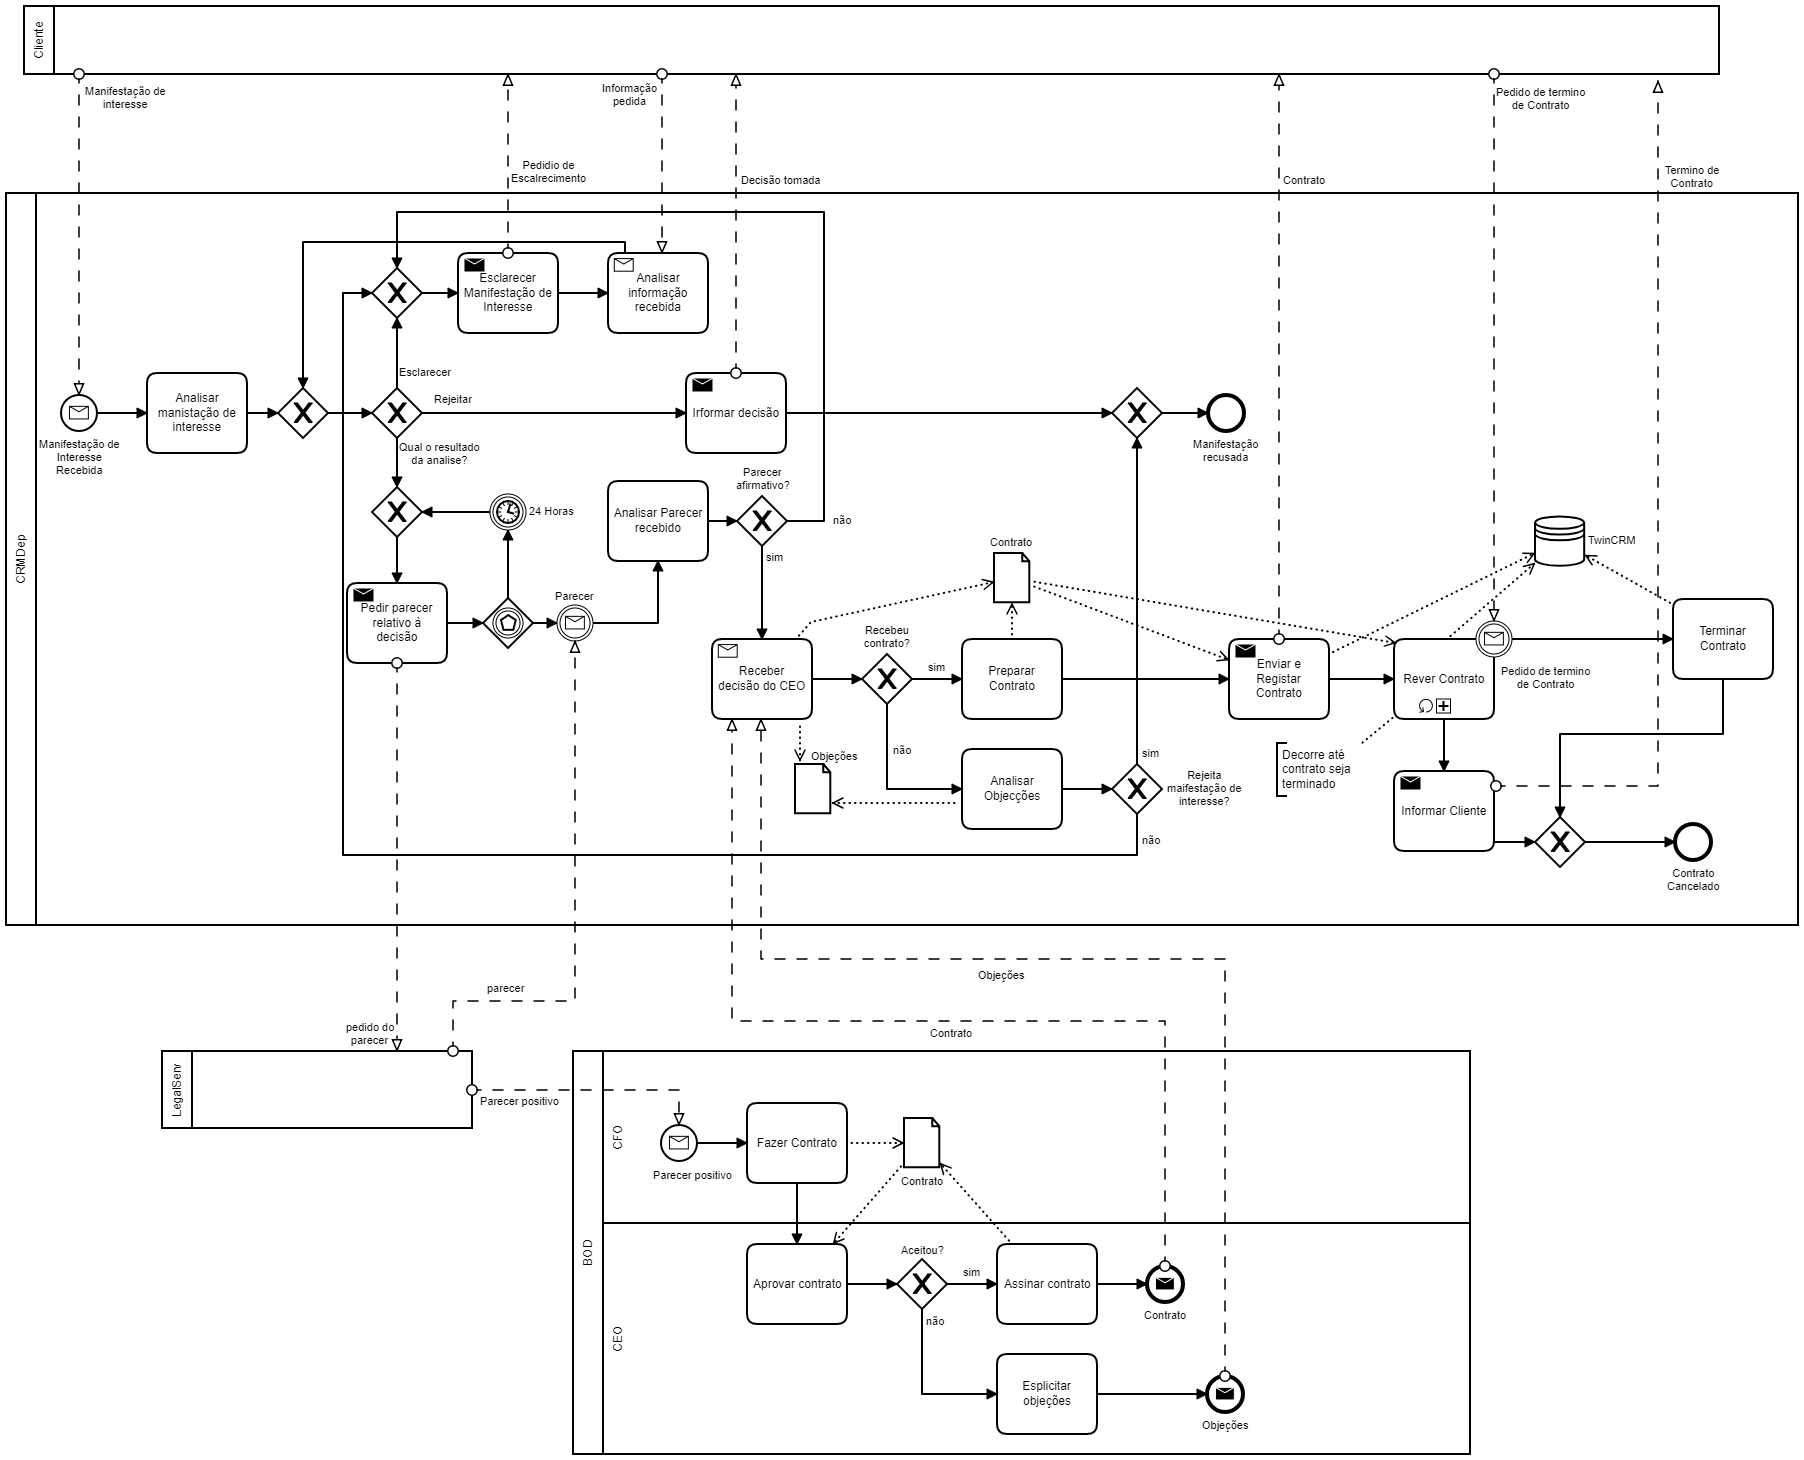 Cliente
Manifestação de
interesse
Informação
pedida
Pedido de termino
de Contrato
Pedidio de
Escalrecimento
Decisão tomada
Contrato
Termino de
Contrato
CRMDep
Esclarecer
Manifestação de
Interesse
Analisar
informação
recebida
Esclarecer
Rejeitar
Analisar
manistação de
interesse
Informar decisão
Manifestação de
Interesse
Recebida
Qual o resultado
da analise?
Manifestação
recusada
Parecer
afirmativo?
24 Horas
Analisar Parecer
recebido
não
sim
Contrato
TwinCRM
Pedir parecer
relativo à
decisão
Parecer
Recebeu
contrato?
Receber
decisão do CEO
sim
Preparar
Contrato
Enviar e
Registar
Contrato
Rever Contrato
Pedido de termino
de Contrato
Terminar
Contrato
não
Objeções
Analisar
Objecções
sim
Rejeita
maifestação de
interesse?
não
Decorre até
contrato seja
terminado
Informar Cliente
Contrato
Cancelado
Objeções
parecer
pedido do
parecer
Contrato
LegalServ
Parecer positivo
BOD
CFO
Fazer Contrato
Parecer positivo
Contrato
CEO
Aprovar contrato
Aceitou?
sim
Assinar contrato
Contrato
não
Esplicitar
objeções
Objeções